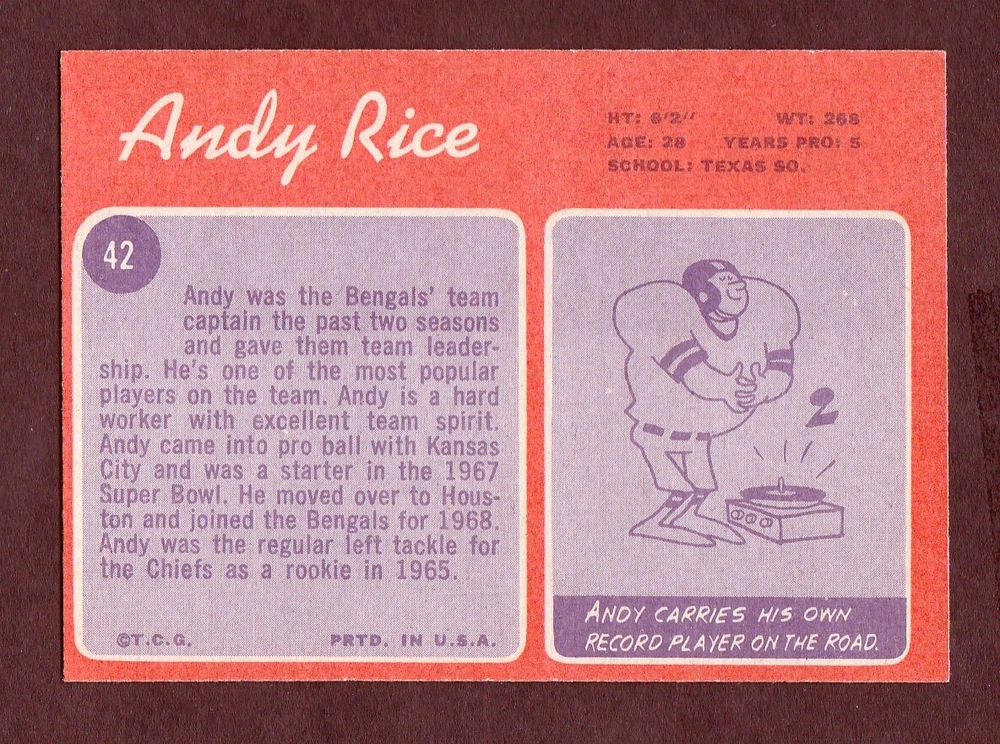 Andy Rice
HT: 6'2" WT: 268
AGE: 28 YEARS PRO: 5
SCHOOL: TEXAS SO.
42
Andy was the Bengals' team
captain the past two seasons
and gave them team leader-
ship. He's one of the most popular
players on the team. Andy is a hard
worker with excellent team spirit.
Andy came into pro ball with Kansas
City and was a starter in the 1967
Super Bowl. He moved over to Hous-
ton and joined the Bengals for 1968.
Andy was the regular left tackle for
the Chiefs as a rookie in 1965.
©T.C.G. PRTD. IN U.S.A.
2
ANDY CARRIES HIS OWN
RECORD PLAYER ON THE ROAD.